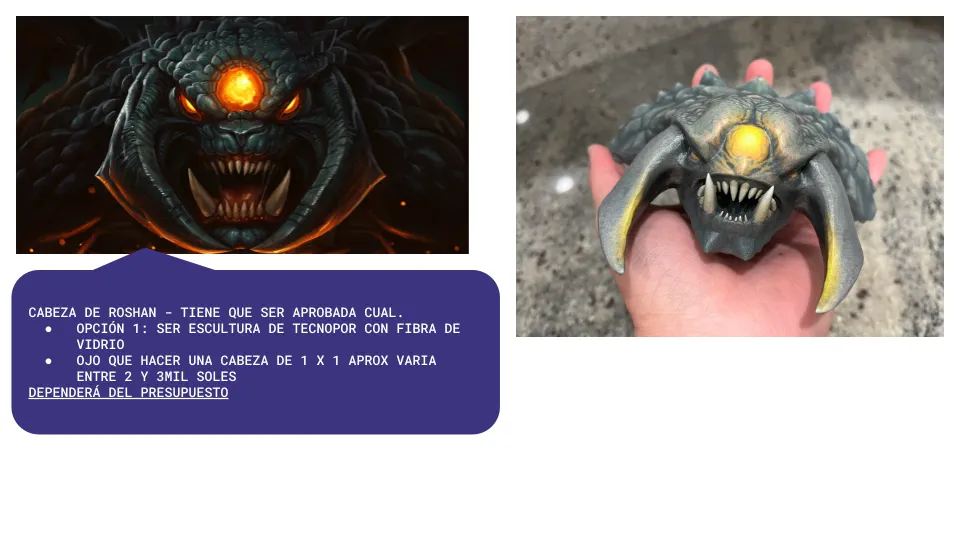 CABEZA DE ROSHAN - TIENE QUE SER APROBADA CUAL.
● OPCIÓN 1: SER ESCULTURA DE TECNOPOR CON FIBRA DE
VIDRIO
● OJO QUE HACER UNA CABEZA DE 1 X 1 APROX VARIA
ENTRE 2 Y 3MIL SOLES
DEPENDERÁ DEL PRESUPUESTO